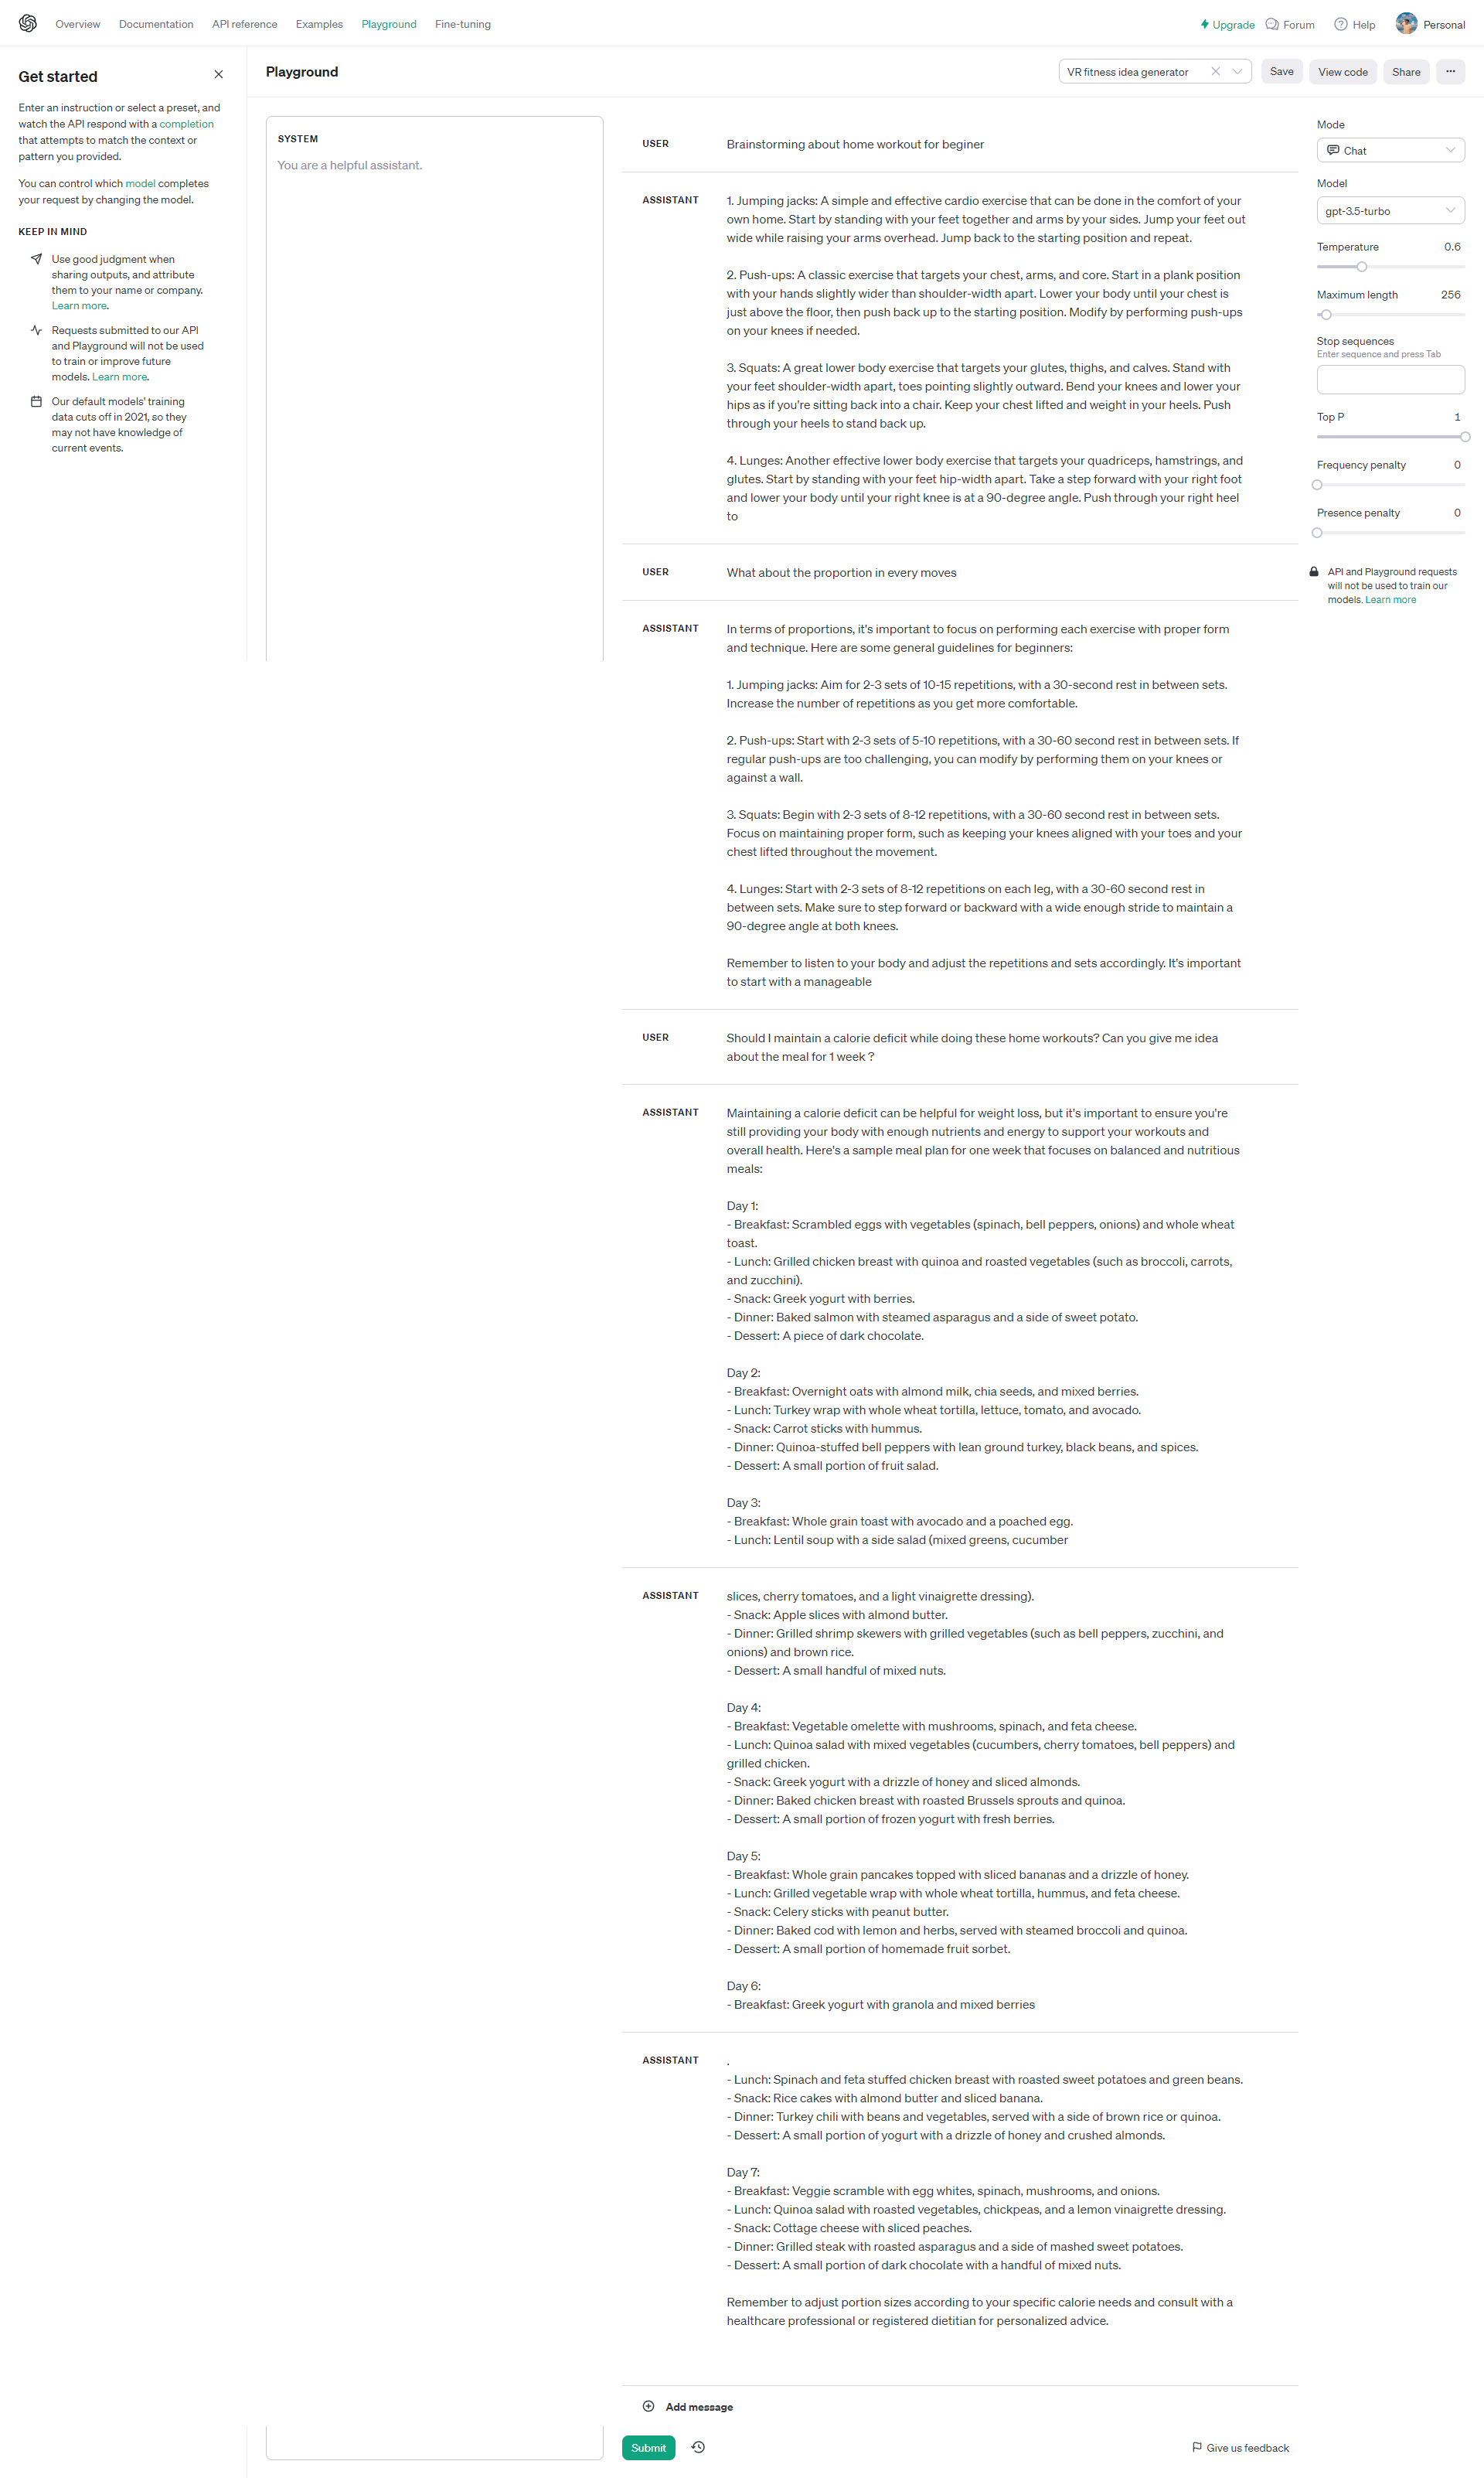 Overview Documentation API reference Examples Playground Fine-tuning Upgrade Forum Help Personal
Get started
Enter an instruction or select a preset, and
watch the API respond with a completion
that attempts to match the context or
pattern you provided.
You can control which model completes
your request by changing the model.
KEEP IN MIND
Use good judgment when
sharing outputs, and attribute
them to your name or company.
Learn more.
Requests submitted to our API
and Playground will not be used
to train or improve future
models. Learn more.
Our default models' training
data cuts off in 2021, so they
may not have knowledge of
current events.
Playground
VR fitness idea generator
Save
View code
Share
SYSTEM
You are a helpful assistant.
USER
Brainstorming about home workout for beginer
ASSISTANT
1. Jumping jacks: A simple and effective cardio exercise that can be done in the comfort of your
own home. Start by standing with your feet together and arms by your sides. Jump your feet out
wide while raising your arms overhead. Jump back to the starting position and repeat.
2. Push-ups: A classic exercise that targets your chest, arms, and core. Start in a plank position
with your hands slightly wider than shoulder-width apart. Lower your body until your chest is
just above the floor, then push back up to the starting position. Modify by performing push-ups
on your knees if needed.
3. Squats: A great lower body exercise that targets your glutes, thighs, and calves. Stand with
your feet shoulder-width apart, toes pointing slightly outward. Bend your knees and lower your
hips as if you're sitting back into a chair. Keep your chest lifted and weight in your heels. Push
through your heels to stand back up.
4. Lunges: Another effective lower body exercise that targets your quadriceps, hamstrings, and
glutes. Start by standing with your feet hip-width apart. Take a step forward with your right foot
and lower your body until your right knee is at a 90-degree angle. Push through your right heel
to
USER
What about the proportion in every moves
ASSISTANT
In terms of proportions, it's important to focus on performing each exercise with proper form
and technique. Here are some general guidelines for beginners:
1. Jumping jacks: Aim for 2-3 sets of 10-15 repetitions, with a 30-second rest in between sets.
Increase the number of repetitions as you get more comfortable.
2. Push-ups: Start with 2-3 sets of 5-10 repetitions, with a 30-60 second rest in between sets. If
regular push-ups are too challenging, you can modify by performing them on your knees or
against a wall.
3. Squats: Begin with 2-3 sets of 8-12 repetitions, with a 30-60 second rest in between sets.
Focus on maintaining proper form, such as keeping your knees aligned with your toes and your
chest lifted throughout the movement.
4. Lunges: Start with 2-3 sets of 8-12 repetitions on each leg, with a 30-60 second rest in
between sets. Make sure to step forward or backward with a wide enough stride to maintain a
90-degree angle at both knees.
Remember to listen to your body and adjust the repetitions and sets accordingly. It's important
to start with a manageable
USER
Should I maintain a calorie deficit while doing these home workouts? Can you give me idea
about the meal for 1 week ?
ASSISTANT
Maintaining a calorie deficit can be helpful for weight loss, but it's important to ensure you're
still providing your body with enough nutrients and energy to support your workouts and
overall health. Here's a sample meal plan for one week that focuses on balanced and nutritious
meals:
Day 1:
- Breakfast: Scrambled eggs with vegetables (spinach, bell peppers, onions) and whole wheat
toast.
- Lunch: Grilled chicken breast with quinoa and roasted vegetables (such as broccoli, carrots,
and zucchini).
- Snack: Greek yogurt with berries.
- Dinner: Baked salmon with steamed asparagus and a side of sweet potato.
- Dessert: A piece of dark chocolate.
Day 2:
- Breakfast: Overnight oats with almond milk, chia seeds, and mixed berries.
- Lunch: Turkey wrap with whole wheat tortilla, lettuce, tomato, and avocado.
- Snack: Carrot sticks with hummus.
- Dinner: Quinoa-stuffed bell peppers with lean ground turkey, black beans, and spices.
- Dessert: A small portion of fruit salad.
Day 3:
- Breakfast: Whole grain toast with avocado and a poached egg.
- Lunch: Lentil soup with a side salad (mixed greens, cucumber
ASSISTANT
slices, cherry tomatoes, and a light vinaigrette dressing).
- Snack: Apple slices with almond butter.
- Dinner: Grilled shrimp skewers with grilled vegetables (such as bell peppers, zucchini, and
onions) and brown rice.
- Dessert: A small handful of mixed nuts.
Day 4:
- Breakfast: Vegetable omelette with mushrooms, spinach, and feta cheese.
- Lunch: Quinoa salad with mixed vegetables (cucumbers, cherry tomatoes, bell peppers) and
grilled chicken.
- Snack: Greek yogurt with a drizzle of honey and sliced almonds.
- Dinner: Baked chicken breast with roasted Brussels sprouts and quinoa.
- Dessert: A small portion of frozen yogurt with fresh berries.
Day 5:
- Breakfast: Whole grain pancakes topped with sliced bananas and a drizzle of honey.
- Lunch: Grilled vegetable wrap with whole wheat tortilla, hummus, and feta cheese.
- Snack: Celery sticks with peanut butter.
- Dinner: Baked cod with lemon and herbs, served with steamed broccoli and quinoa.
- Dessert: A small portion of homemade fruit sorbet.
Day 6:
- Breakfast: Greek yogurt with granola and mixed berries
ASSISTANT
.
- Lunch: Spinach and feta stuffed chicken breast with roasted sweet potatoes and green beans.
- Snack: Rice cakes with almond butter and sliced banana.
- Dinner: Turkey chili with beans and vegetables, served with a side of brown rice or quinoa.
- Dessert: A small portion of yogurt with a drizzle of honey and crushed almonds.
Day 7:
- Breakfast: Veggie scramble with egg whites, spinach, mushrooms, and onions.
- Lunch: Quinoa salad with roasted vegetables, chickpeas, and a lemon vinaigrette dressing.
- Snack: Cottage cheese with sliced peaches.
- Dinner: Grilled steak with roasted asparagus and a side of mashed sweet potatoes.
- Dessert: A small portion of dark chocolate with a handful of mixed nuts.
Remember to adjust portion sizes according to your specific calorie needs and consult with a
healthcare professional or registered dietitian for personalized advice.
Add message
Submit
Give us feedback
Mode
Chat
Model
gpt-3.5-turbo
Temperature 0.6
Maximum length 256
Stop sequences
Enter sequence and press Tab
Top P 1
Frequency penalty 0
Presence penalty 0
API and Playground requests
will not be used to train our
models. Learn more